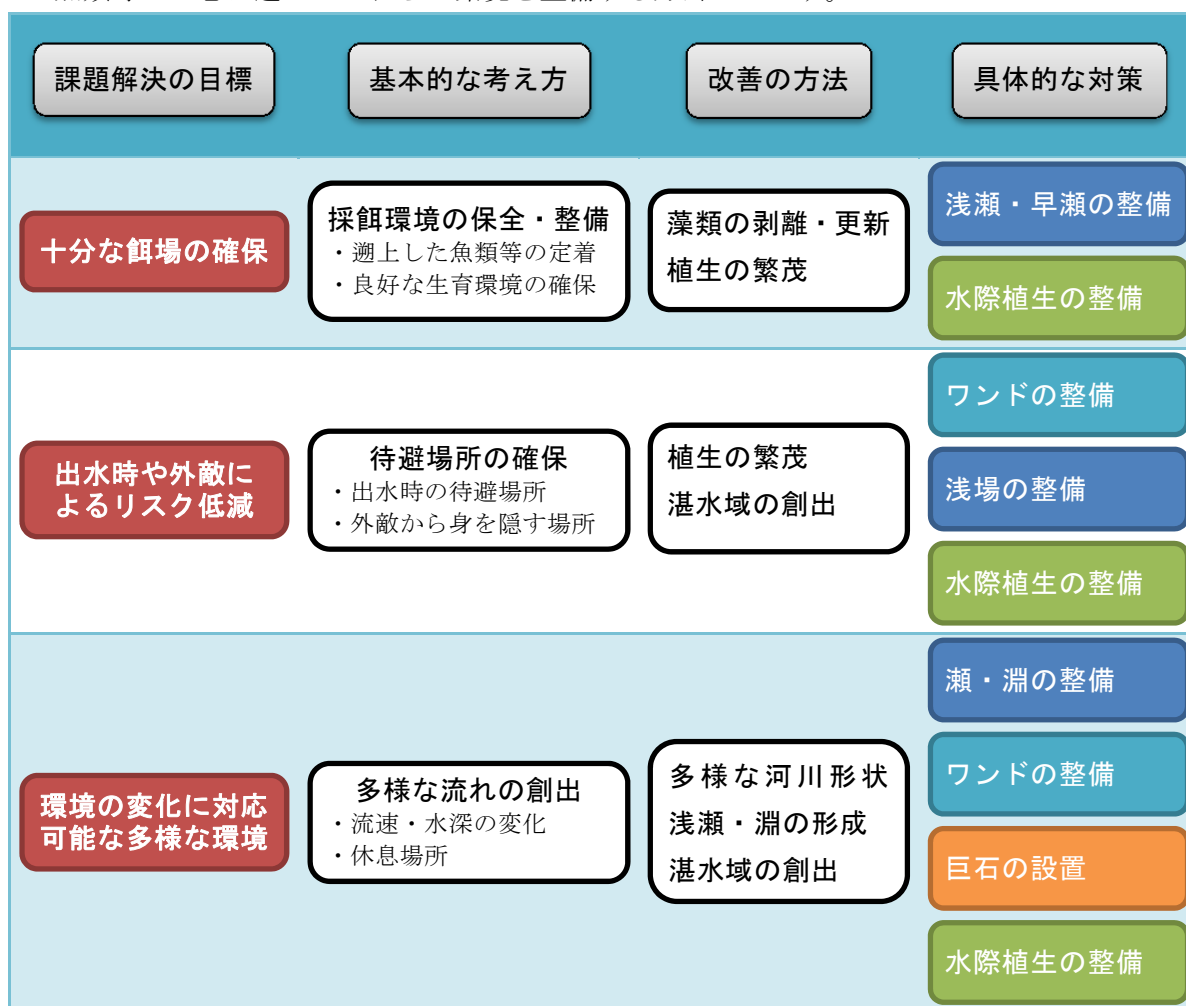 課題解決の目標
基本的な考え方
改善の方法
具体的な対策
十分な餌場の確保
採餌環境の保全・整備
・遡上した魚類等の定着
・良好な生育環境の確保
藻類の剥離・更新
植生の繁茂
浅瀬・早瀬の整備
水際植生の整備
出水時や外敵に
よるリスク低減
待避場所の確保
・出水時の待避場所
・外敵から身を隠す場所
植生の繁茂
湛水域の創出
ワンドの整備
浅場の整備
水際植生の整備
環境の変化に対応
可能な多様な環境
多様な流れの創出
・流速・水深の変化
・休息場所
多様な河川形状
浅瀬・淵の形成
湛水域の創出
瀬・淵の整備
ワンドの整備
巨石の設置
水際植生の整備